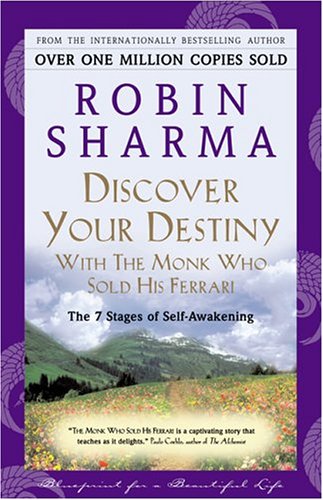 FROM THE INTERNATIONALLY BESTSELLING AUTHOR
OVER ONE MILLION COPIES SOLD
ROBIN
SHARMA
DISCOVER
YOUR DESTINY
WITH THE MONK WHO
SOLD HIS FERRARI
The 7 Stages of Self-Awakening
"THE MONK WHO SOLD HIS FERRARI is a captivating story that
teaches as it delights." Paulo Coelho, author of The Alchemist
Blueprint for a Beautiful Life